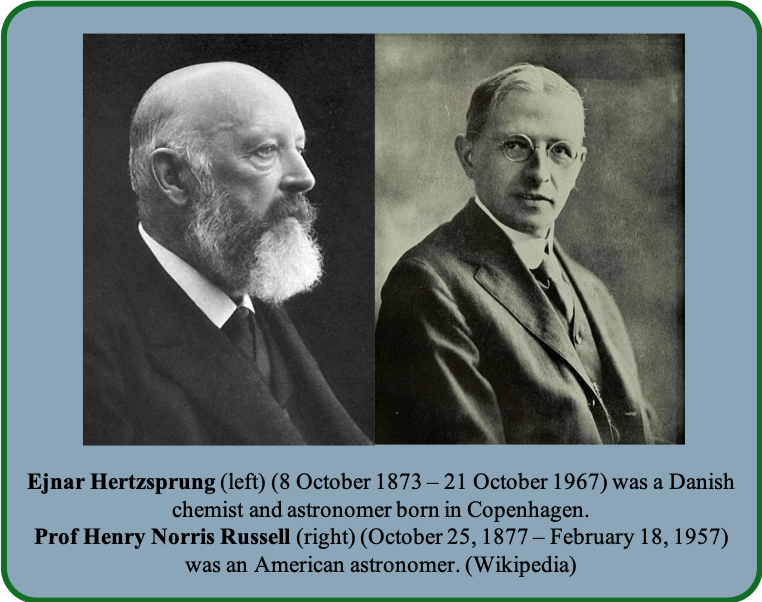 Ejnar Hertzsprung (left) (8 October 1873 – 21 October 1967) was a Danish
chemist and astronomer born in Copenhagen.
Prof Henry Norris Russell (right) (October 25, 1877 – February 18, 1957)
was an American astronomer. (Wikipedia)